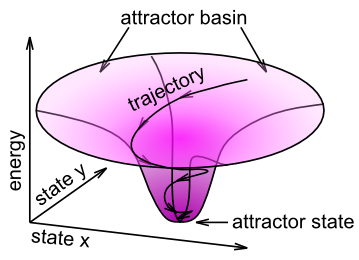 attractor basin
trajectory
energy
state y
attractor state
state x